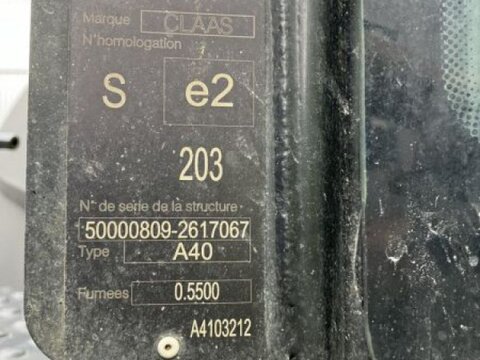 Marque CLAAS
N°homologation
S e2
203
N° de serie de la structure
50000809-2617067
Type A40
Fumees 0.5500
A4103212